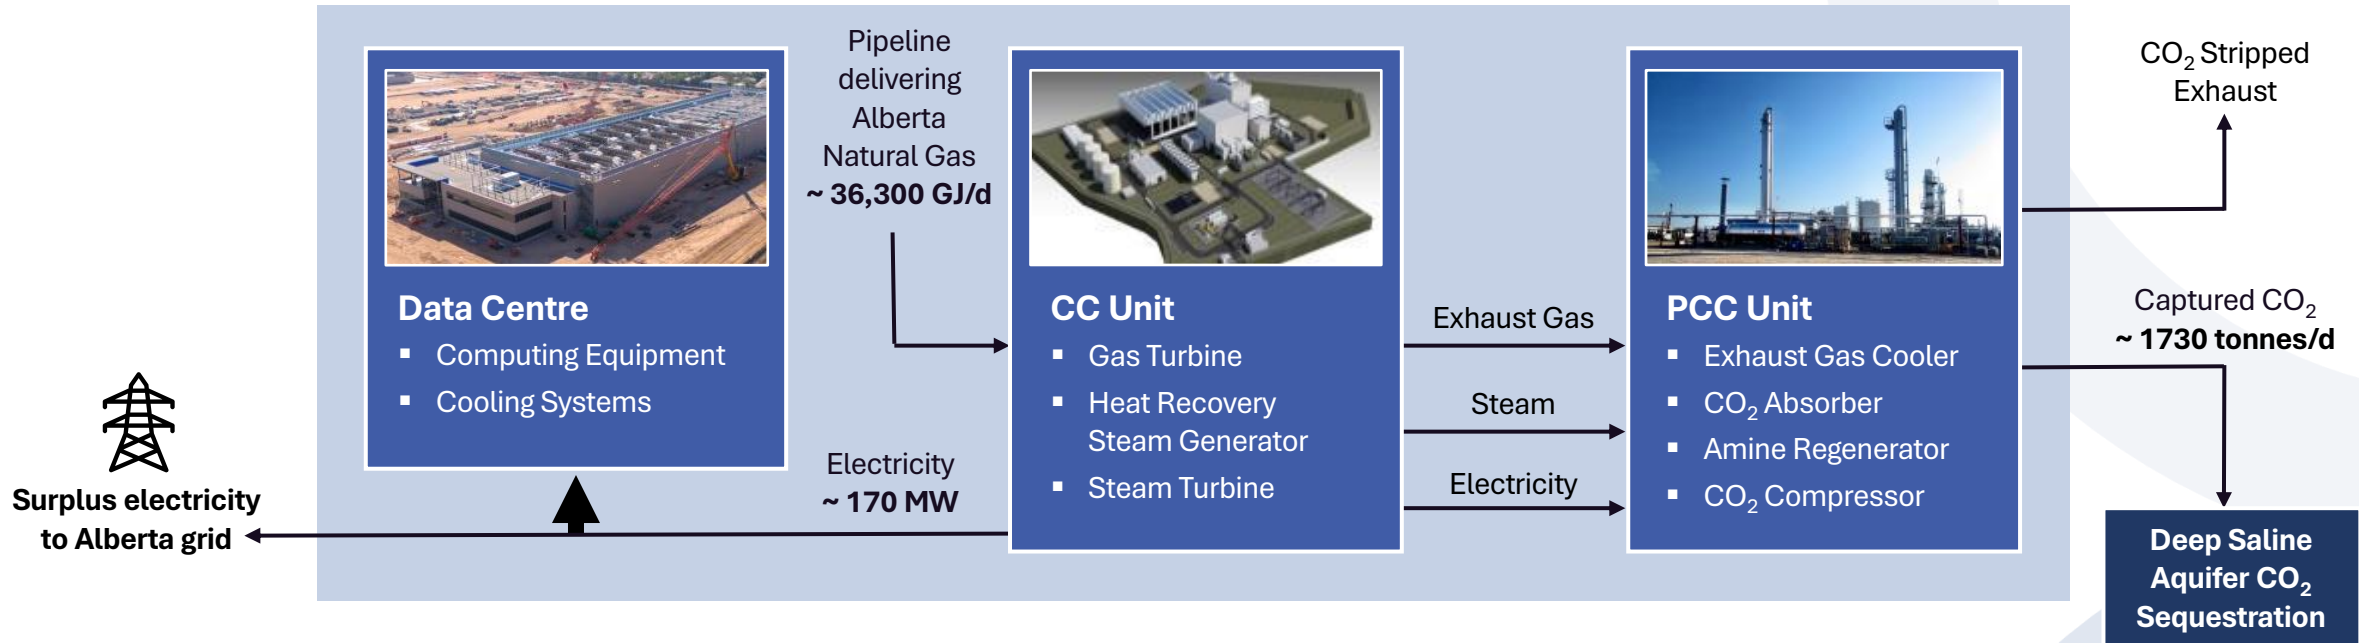 Pipeline
delivering
Alberta
Natural Gas
~ 36,300 GJ/d
CO₂ Stripped
Exhaust
Data Centre
▪ Computing Equipment
▪ Cooling Systems
CC Unit
▪ Gas Turbine
▪ Heat Recovery
Steam Generator
▪ Steam Turbine
Exhaust Gas
Steam
Electricity
PCC Unit
▪ Exhaust Gas Cooler
▪ CO₂ Absorber
▪ Amine Regenerator
▪ CO₂ Compressor
Captured CO₂
~ 1730 tonnes/d
Electricity
~ 170 MW
Surplus electricity
to Alberta grid
Deep Saline
Aquifer CO₂
Sequestration